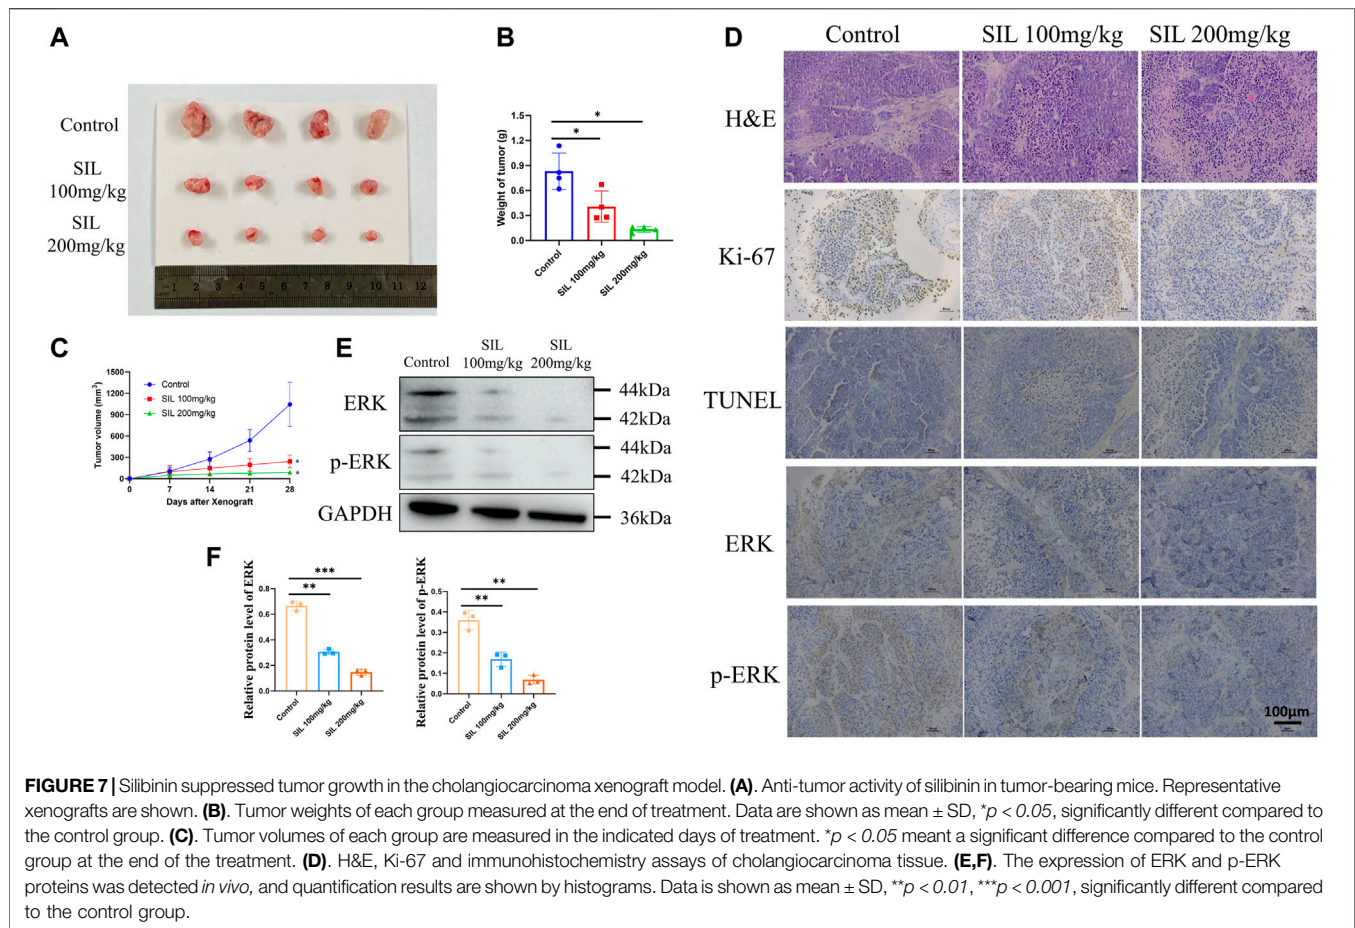 A
Control
SIL
100mg/kg
SIL
200mg/kg
1 2 3 4 5 6 7 8 9 10 11 12
B
Weight of tumor (g)
1.5
1.2
0.9
0.6
0.3
0.0
*
*
Control
SIL 100mg/kg
SIL 200mg/kg
C
Tumor volume (mm³)
1500
1200
900
600
300
0
Control
SIL 100mg/kg
SIL 200mg/kg
*
*
0 7 14 21 28
Days after Xenograft
D
Control SIL 100mg/kg SIL 200mg/kg
H&E
Ki-67
TUNEL
ERK
p-ERK
100μm
E
Control
SIL
100mg/kg
SIL
200mg/kg
ERK
44kDa
42kDa
p-ERK
44kDa
42kDa
GAPDH
36kDa
F
Relative protein level of ERK
0.8
0.6
0.4
0.2
0.0
***
**
Control
SIL 100mg/kg
SIL 200mg/kg
Relative protein level of p-ERK
0.5
0.4
0.3
0.2
0.1
0.0
**
**
Control
SIL 100mg/kg
SIL 200mg/kg
FIGURE 7 | Silibinin suppressed tumor growth in the cholangiocarcinoma xenograft model. (A). Anti-tumor activity of silibinin in tumor-bearing mice. Representative
xenografts are shown. (B). Tumor weights of each group measured at the end of treatment. Data are shown as mean ± SD, *p < 0.05, significantly different compared to
the control group. (C). Tumor volumes of each group are measured in the indicated days of treatment. *p < 0.05 meant a significant difference compared to the control
group at the end of the treatment. (D). H&E, Ki-67 and immunohistochemistry assays of cholangiocarcinoma tissue. (E,F). The expression of ERK and p-ERK
proteins was detected in vivo, and quantification results are shown by histograms. Data is shown as mean ± SD, **p < 0.01, ***p < 0.001, significantly different compared
to the control group.